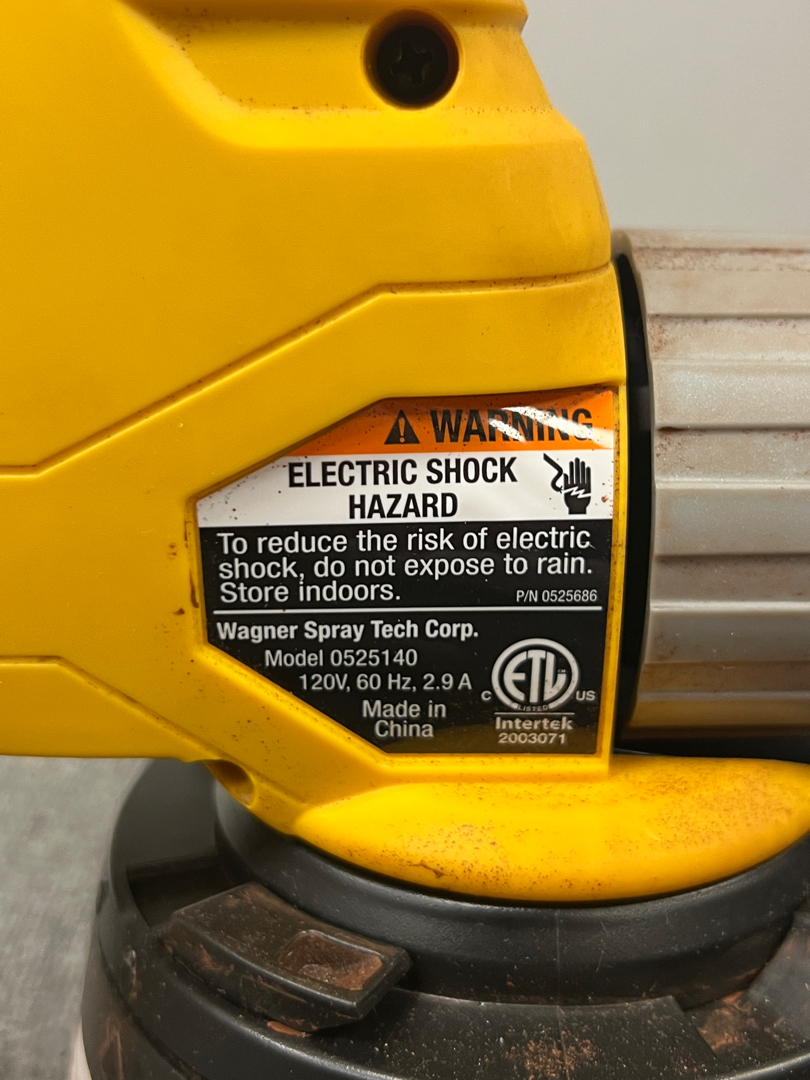 WARNING
ELECTRIC SHOCK
HAZARD
To reduce the risk of electric
shock, do not expose to rain.
Store indoors.
P/N 0525686
Wagner Spray Tech Corp.
Model 0525140
120V, 60 Hz, 2.9 A
Made in
China
ETL
C US
LISTED
Intertek
2003071